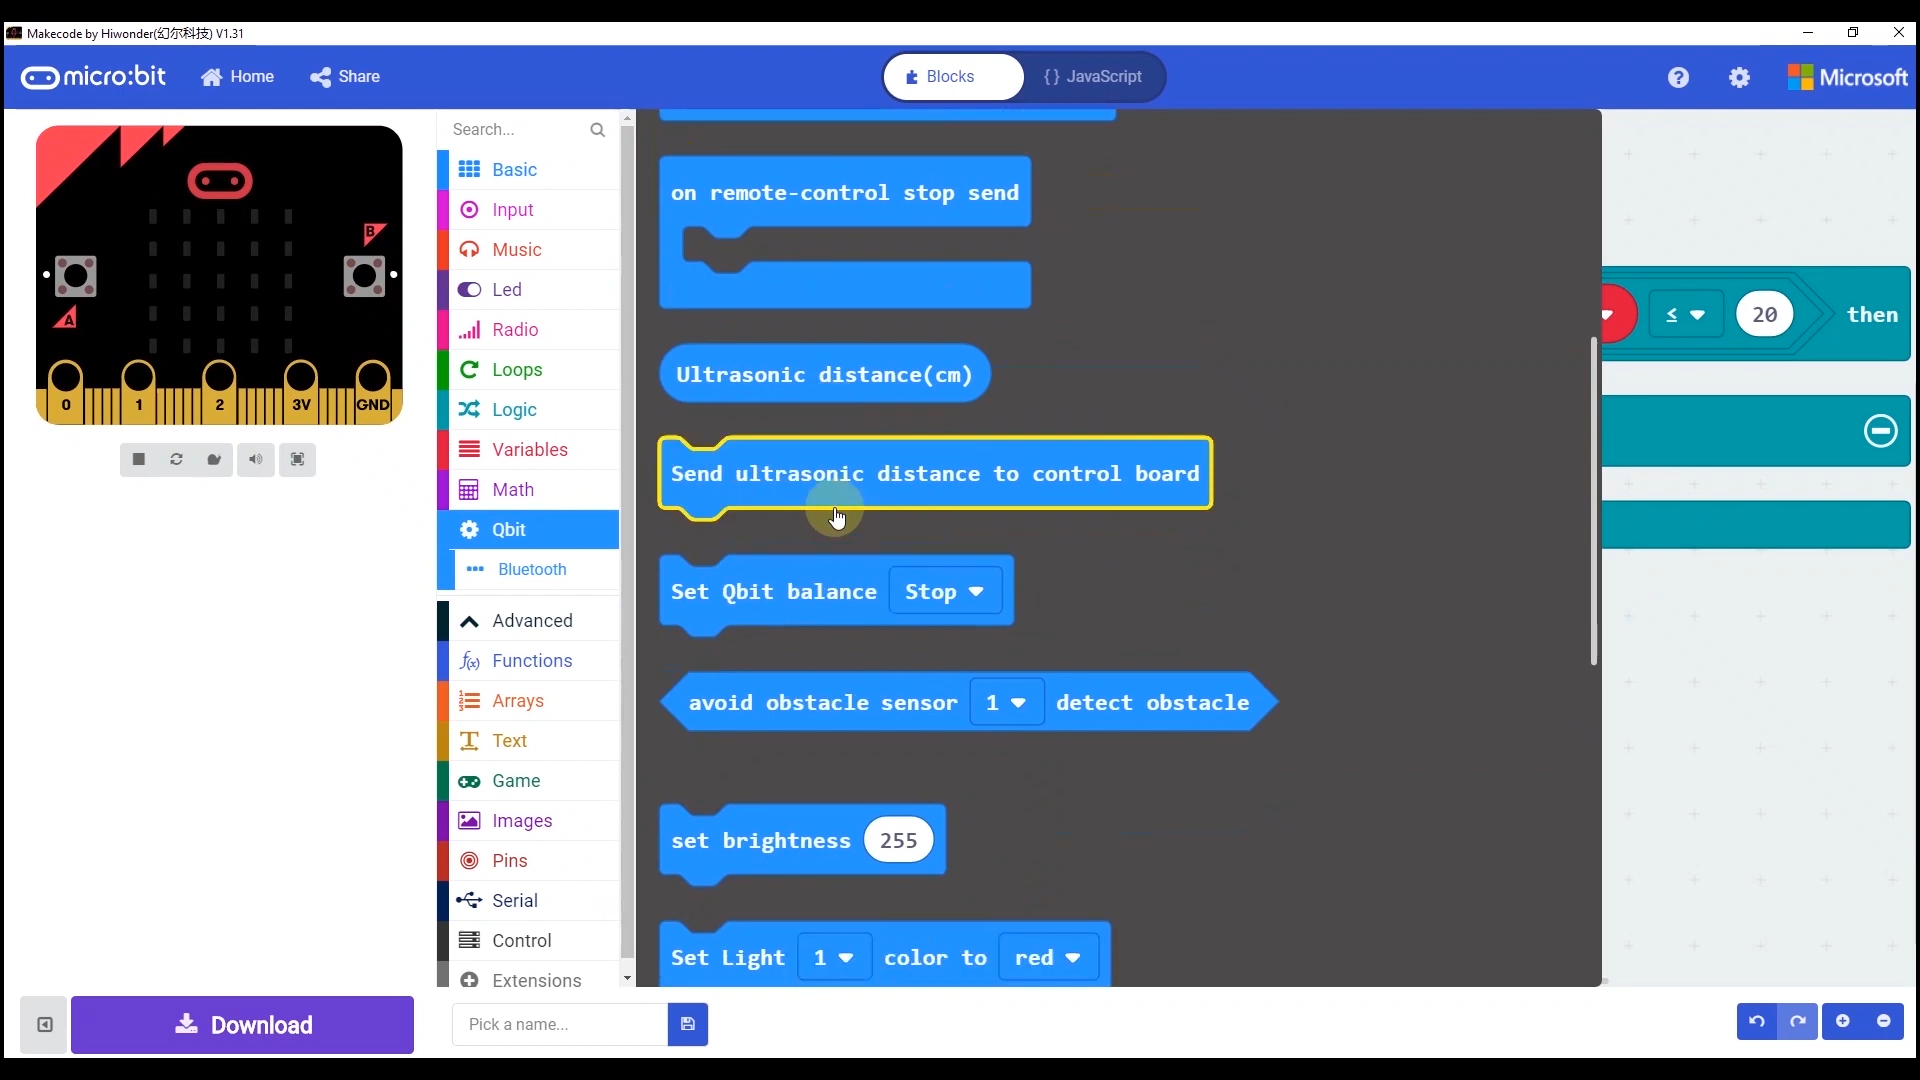 Makecode by Hiwonder(幻尔科技) V1.31
micro:bit
Home
Share
Blocks
{} JavaScript
?
Microsoft
B
A
0
1
2
3V
GND
Download
Search...
Basic
Input
Music
Led
Radio
Loops
Logic
Variables
Math
Qbit
Bluetooth
Advanced
f(x) Functions
Arrays
Text
Game
Images
Pins
Serial
Control
Extensions
on remote-control stop send
Ultrasonic distance(cm)
Send ultrasonic distance to control board
Set Qbit balance Stop
avoid obstacle sensor 1 detect obstacle
set brightness 255
Set Light 1 color to red
≤ 20 then
Pick a name...